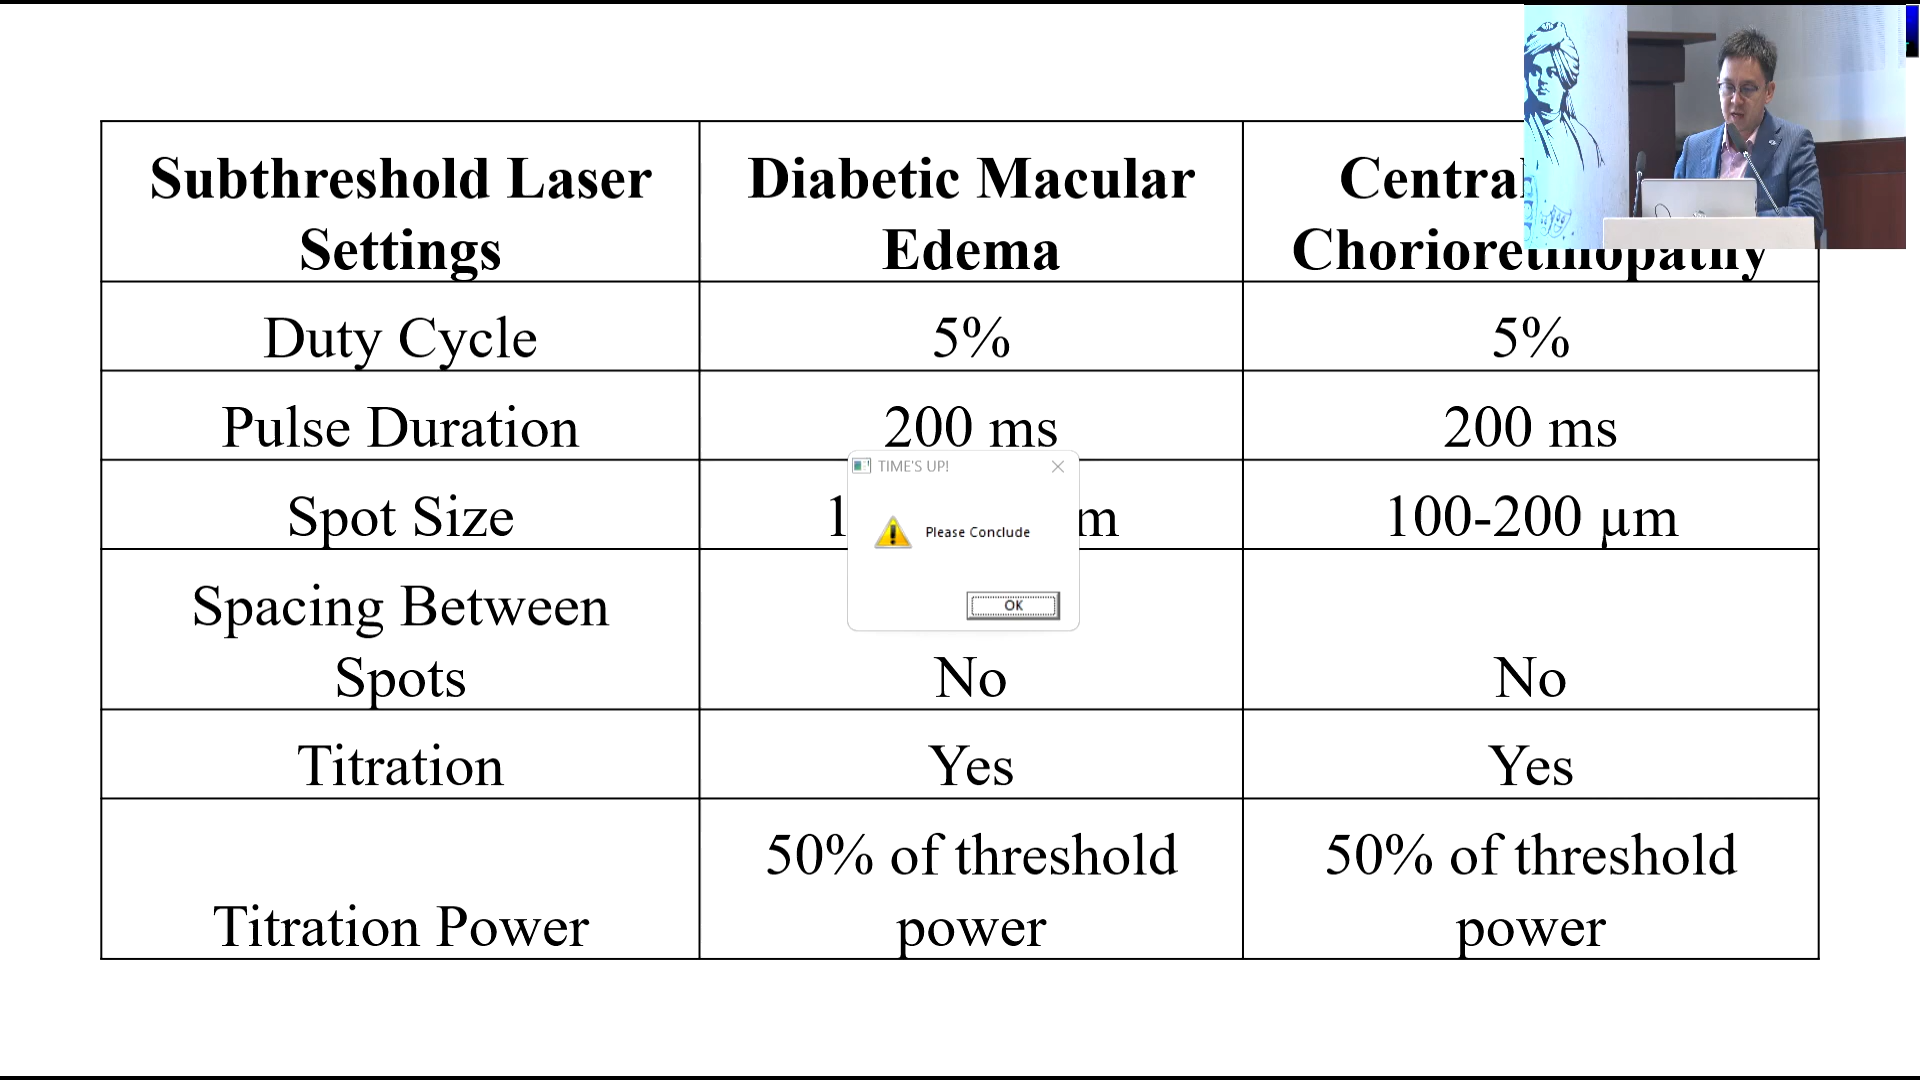 Subthreshold Laser
Settings
Diabetic Macular
Edema
Central
Chorioretinopathy
Duty Cycle
5%
5%
Pulse Duration
200 ms
200 ms
TIME'S UP!
Please Conclude
OK
Spot Size
100-200 µm
Spacing Between
Spots
No
No
Titration
Yes
Yes
Titration Power
50% of threshold
power
50% of threshold
power